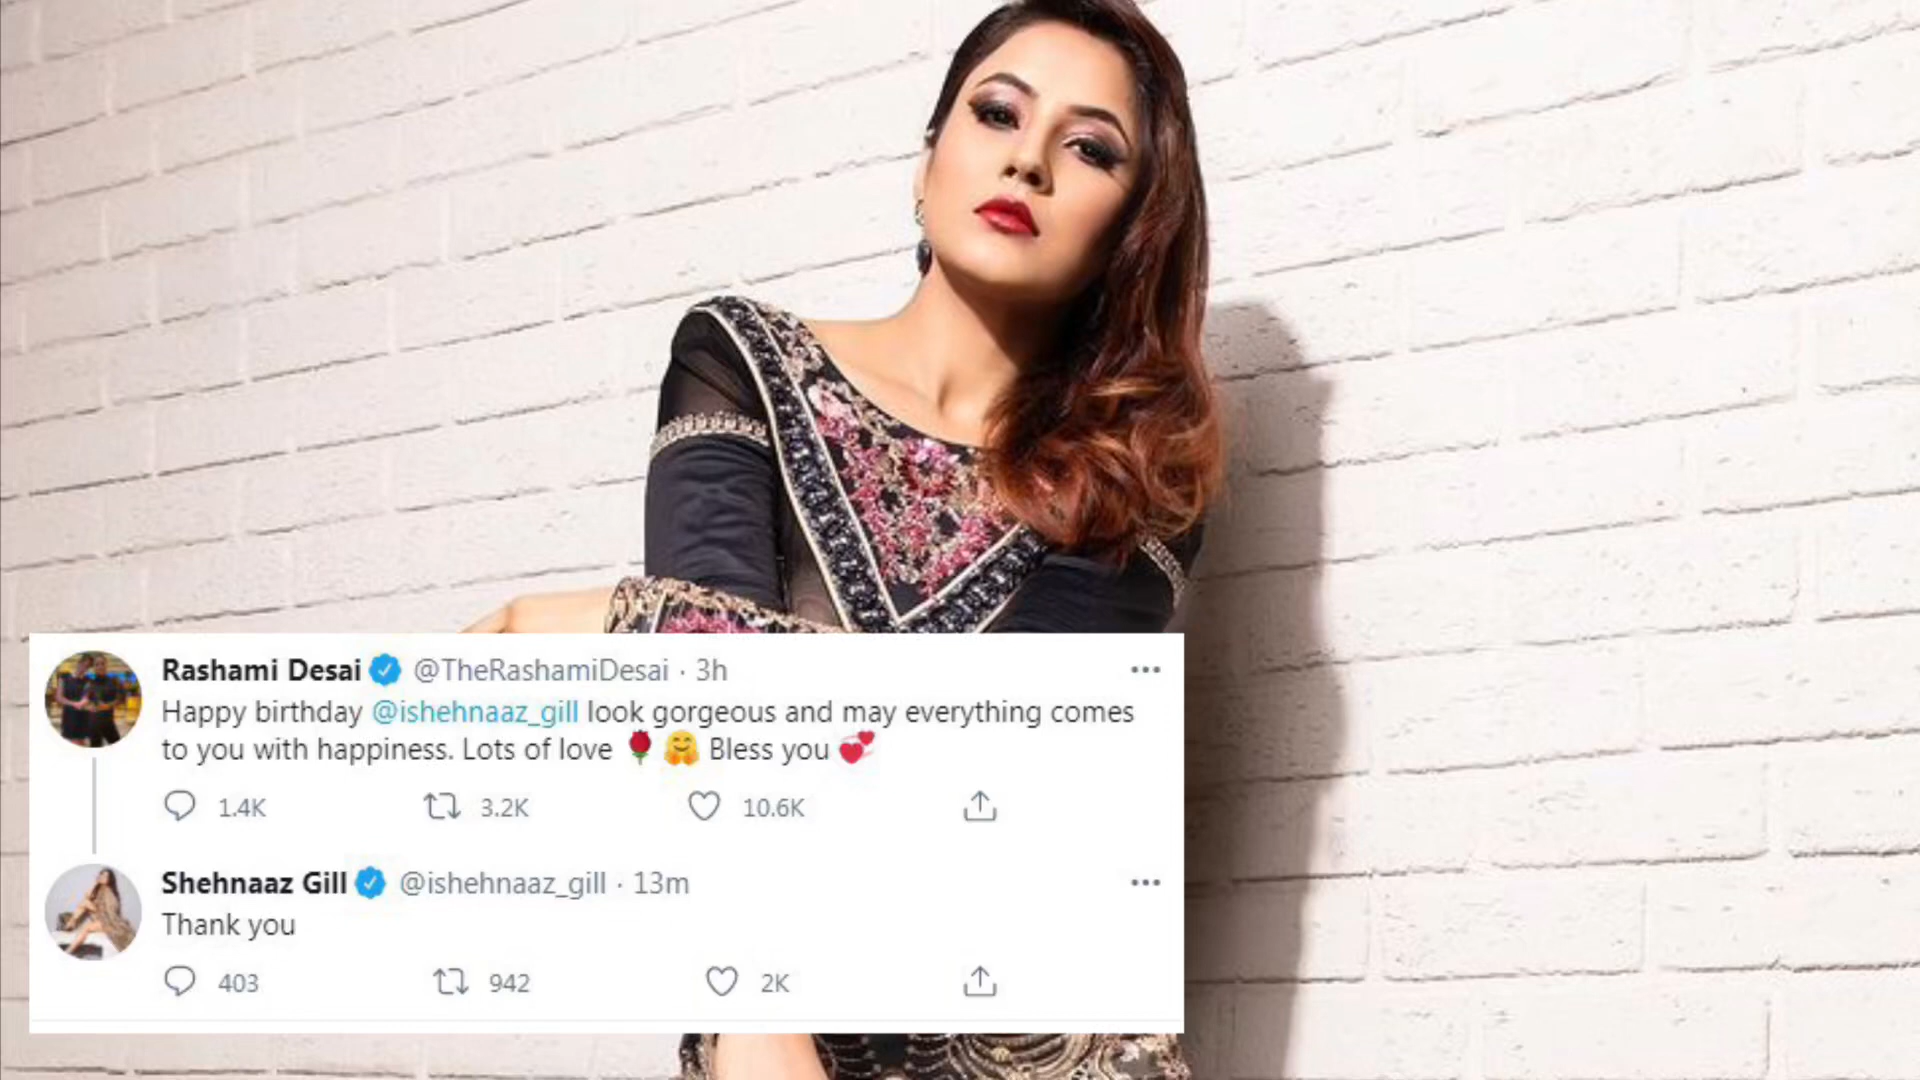 Rashami Desai @TheRashamiDesai · 3h
Happy birthday @ishehnaaz_gill look gorgeous and may everything comes
to you with happiness. Lots of love 🌹 🤗 Bless you 💞
1.4K 3.2K 10.6K
Shehnaaz Gill @ishehnaaz_gill · 13m
Thank you
403 942 2K